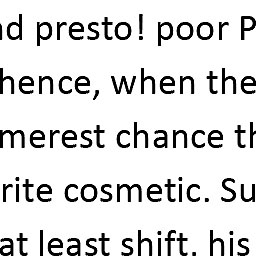 nd presto! poor P
hence, when the
merest chance th
rite cosmetic. Su
at least shift. his